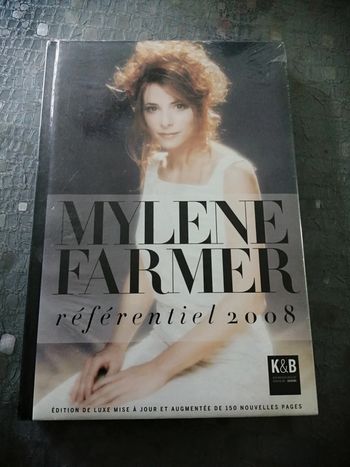 MYLENE
FARMER
référentiel 2008
K&B
ÉDITION DE LUXE MISE À JOUR ET AUGMENTÉE DE 150 NOUVELLES PAGES